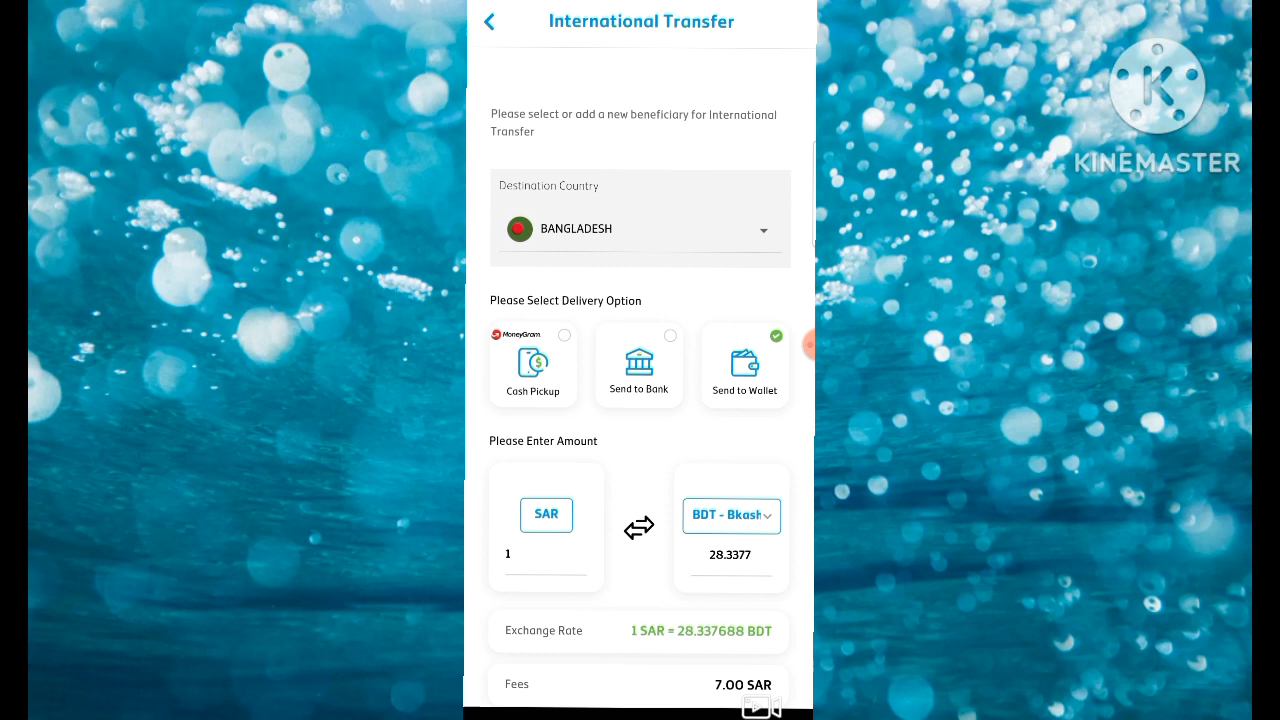 International Transfer
KINEMASTER
Please select or add a new beneficiary for International
Transfer
Destination Country
BANGLADESH
Please Select Delivery Option
MoneyGram.
Cash Pickup
Send to Bank
Send to Wallet
Please Enter Amount
SAR
BDT - Bkash
1
28.3377
Exchange Rate
1 SAR = 28.337688 BDT
Fees
7.00 SAR